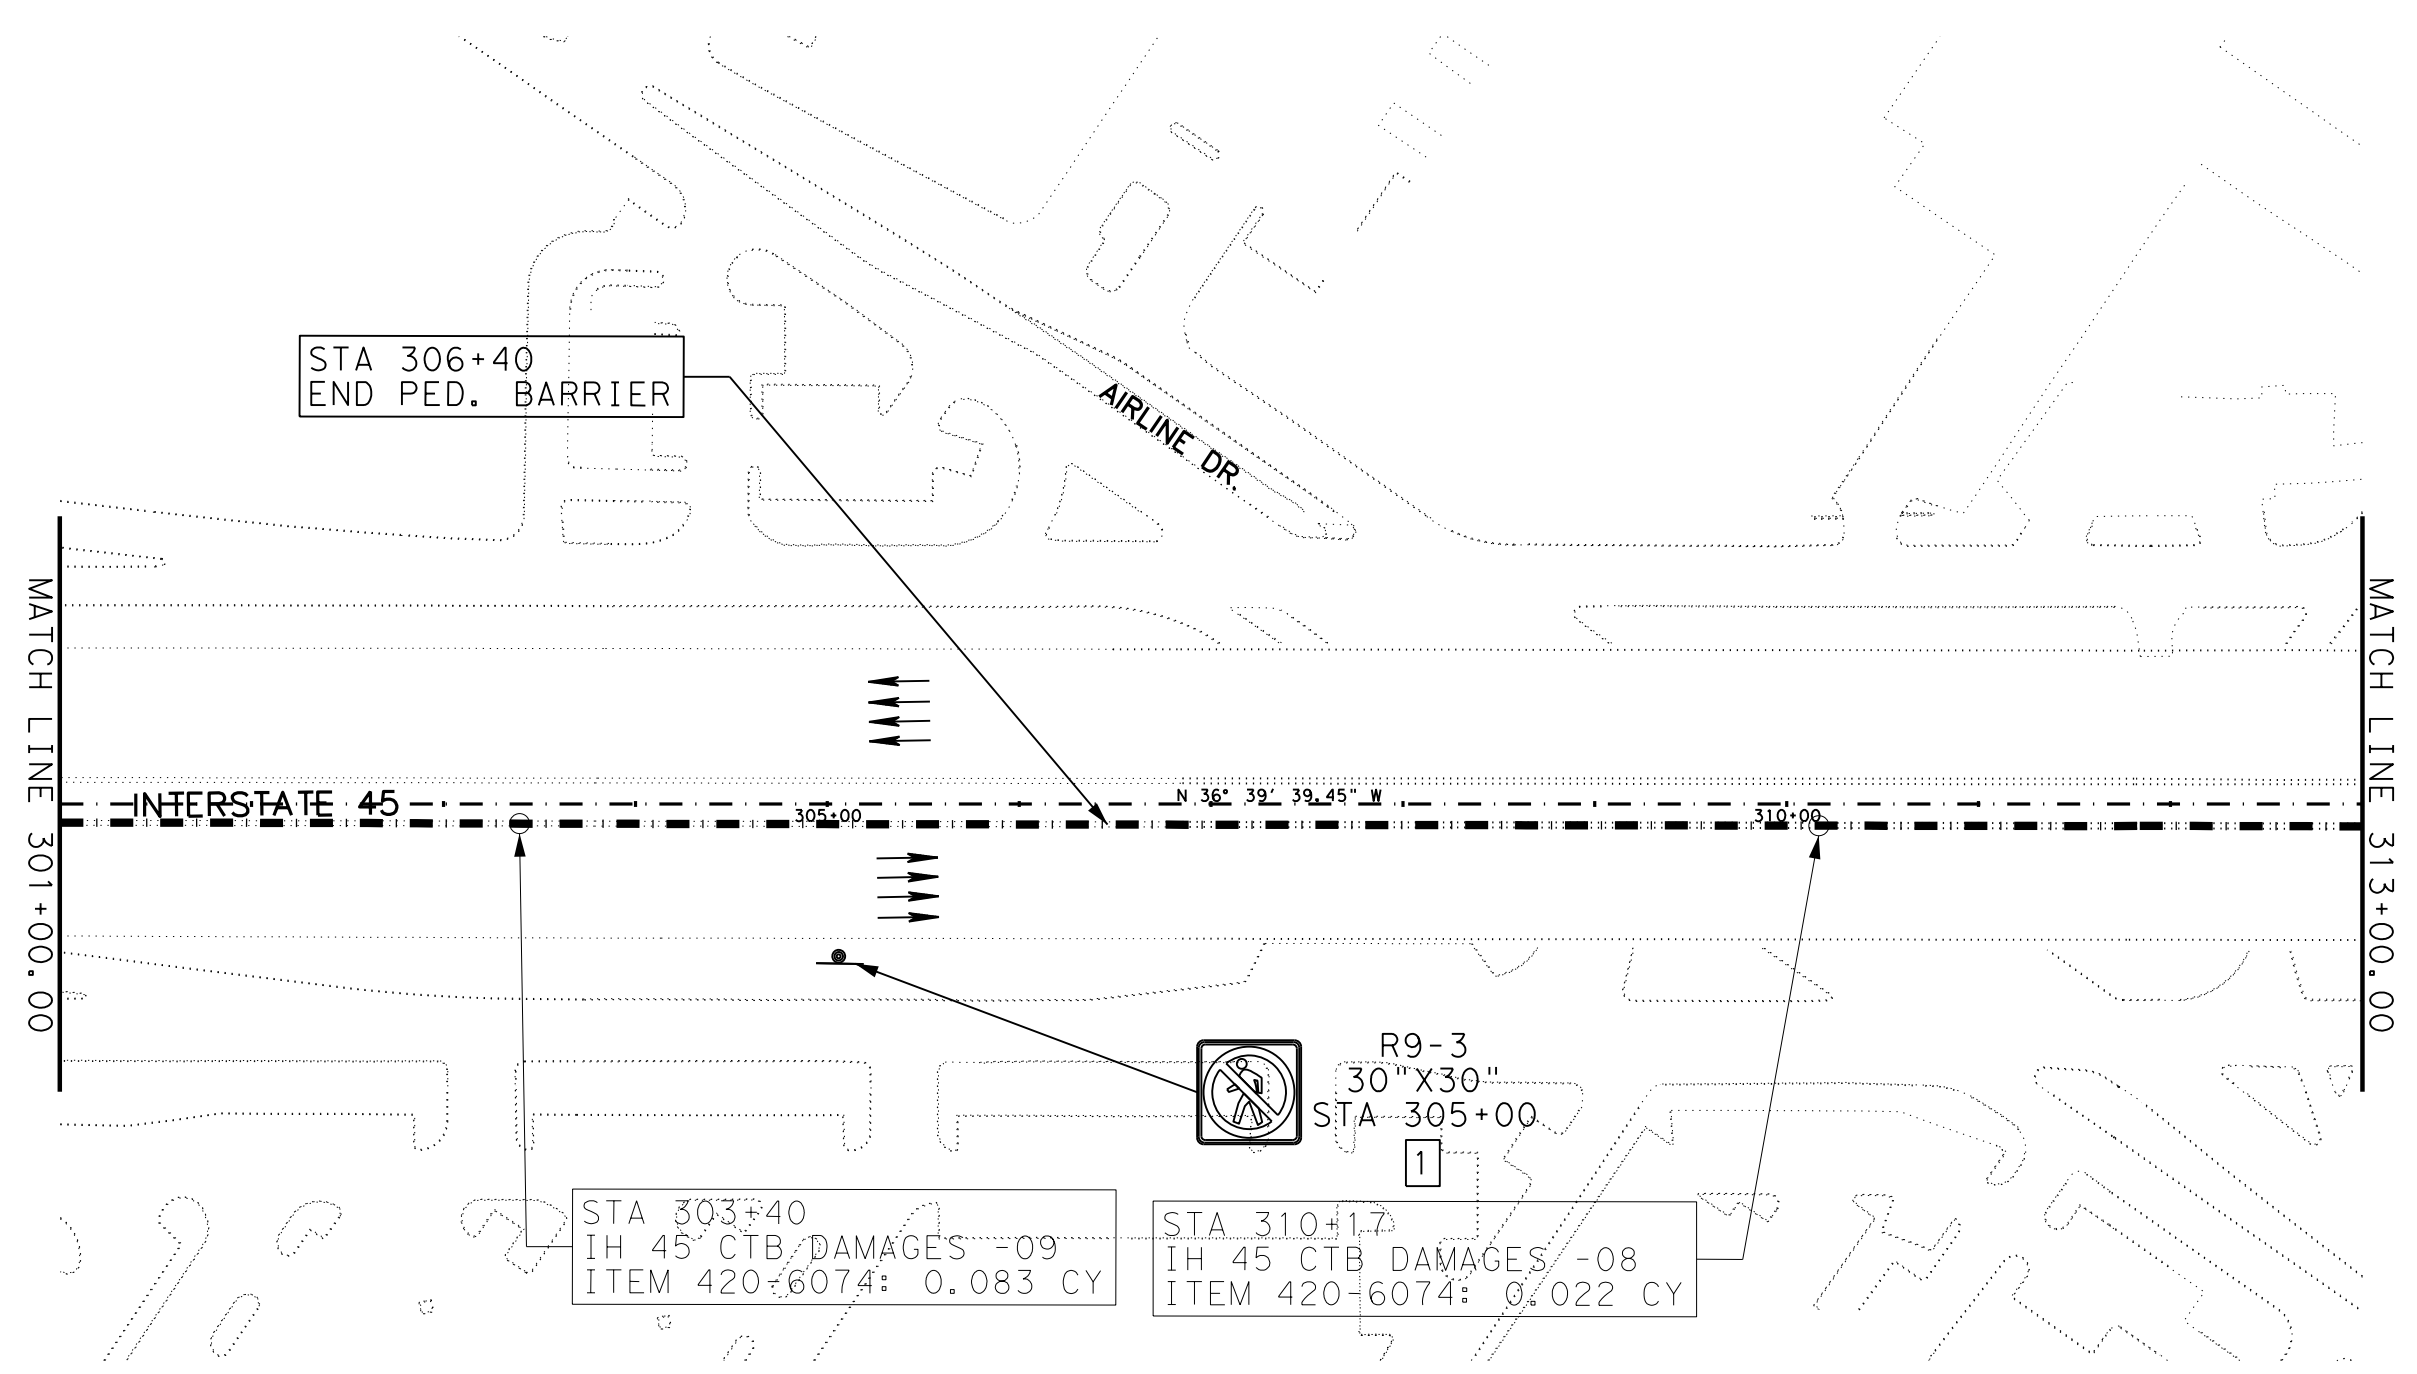 STA 306+40
END PED. BARRIER
AIRLINE DR.
MATCH LINE 301+00.00
MATCH LINE 313+00.00
INTERSTATE 45
N 36° 39' 39.45" W
305+00
310+00
R9-3
30"X30"
STA 305+00
1
STA 303+40
IH 45 CTB DAMAGES -09
ITEM 420-6074: 0.083 CY
STA 310+17
IH 45 CTB DAMAGES -08
ITEM 420-6074: 0.022 CY